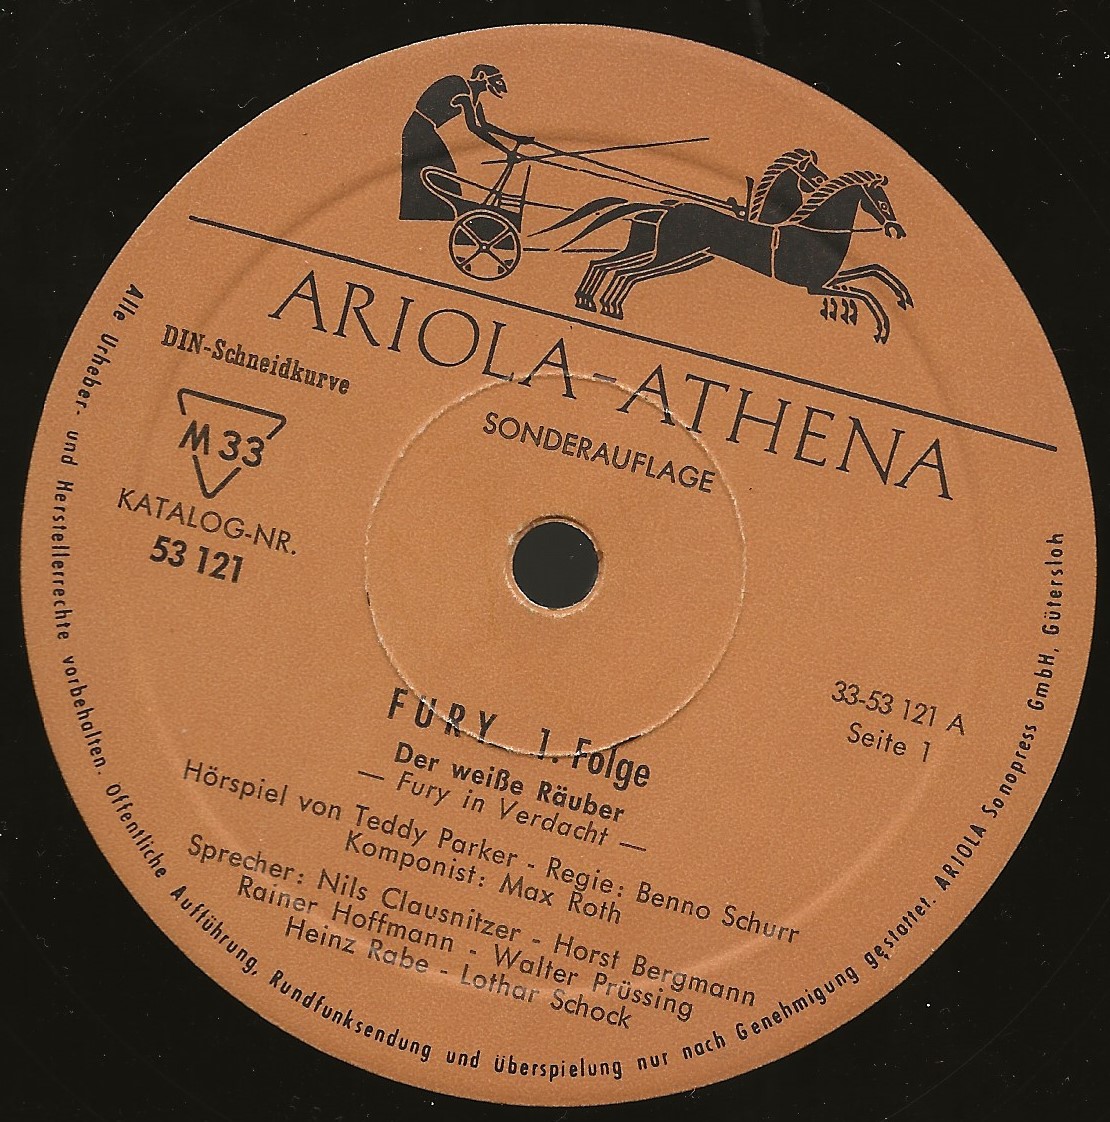 ARIOLA-ATHENA
SONDERAUFLAGE
DIN-Schneidkurve
M 33
KATALOG-NR.
53 121
33-53 121 A
Seite 1
FURY 1. Folge
Der weiße Räuber
— Fury in Verdacht —
Hörspiel von Teddy Parker - Regie: Benno Schurr
Komponist: Max Roth
Sprecher: Nils Clausnitzer - Horst Bergmann
Rainer Hoffmann - Walter Prüssing
Heinz Rabe - Lothar Schock
Alle Urheber- und Herstellerrechte vorbehalten. Öffentliche Aufführung, Rundfunksendung und überspielung nur nach Genehmigung gestattet. ARIOLA Sonopress GmbH, Gütersloh